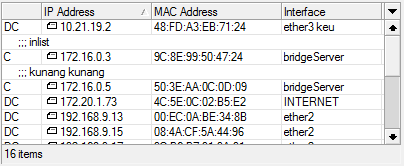 IP Address / MAC Address Interface
DC 10.21.19.2 48:FD:A3:EB:71:24 ether3 keu
;;; inlist
C 172.16.0.3 9C:8E:99:50:47:24 bridgeServer
;;; kunang kunang
C 172.16.0.5 50:3E:AA:0C:0D:09 bridgeServer
DC 172.20.1.73 4C:5E:0C:02:B5:E2 INTERNET
DC 192.168.9.13 00:EC:0A:BE:34:8B ether2
DC 192.168.9.15 08:4A:CF:5A:44:96 ether2
16 items